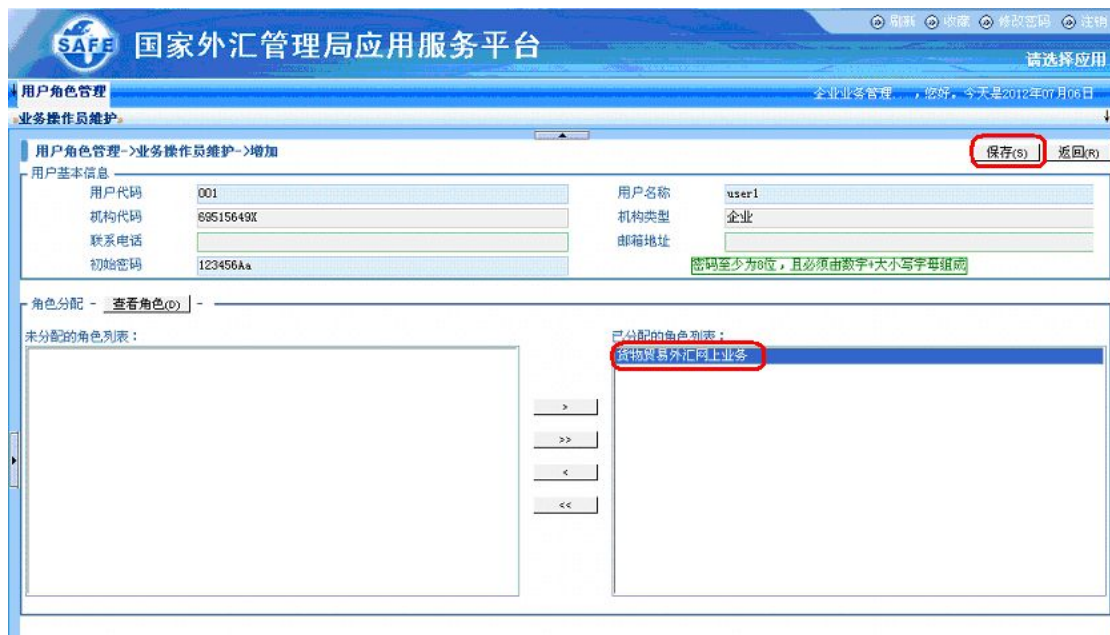 刷新 收藏 修改密码 注销
SAFE 国家外汇管理局应用服务平台
请选择应用
用户角色管理 企业业务管理...,您好。今天是2012年07月06日
业务操作员维护
用户角色管理->业务操作员维护->增加 保存(S) 返回(R)
用户基本信息
用户代码 001 用户名称 user1
机构代码 69515649X 机构类型 企业
联系电话 邮箱地址
初始密码 123456Aa 密码至少为8位,且必须由数字+大小写字母组成
角色分配 - 查看角色(D) -
未分配的角色列表: 已分配的角色列表:
货物贸易外汇网上业务
>
>>
<
<<